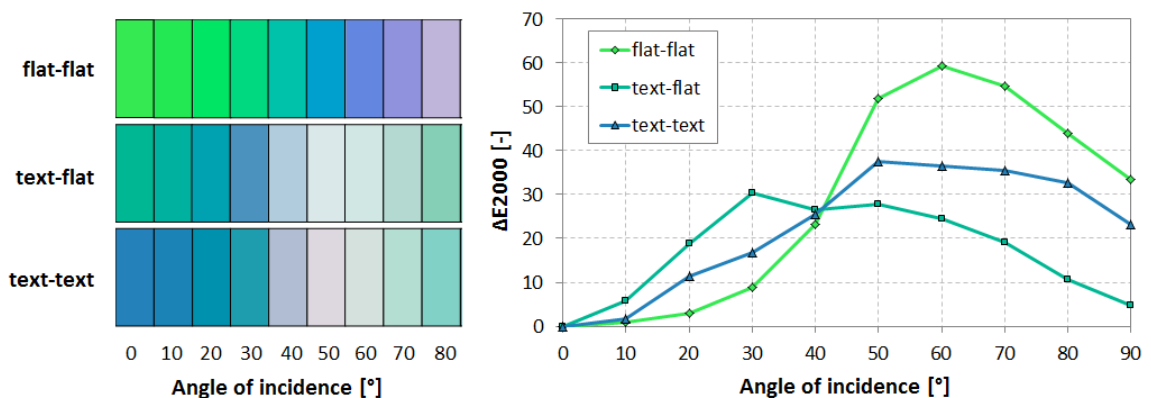 flat-flat
text-flat
text-text
0 10 20 30 40 50 60 70 80
Angle of incidence [°]
70
60
50
40
30
20
10
0
ΔE2000 [-]
flat-flat
text-flat
text-text
0 10 20 30 40 50 60 70 80 90
Angle of incidence [°]